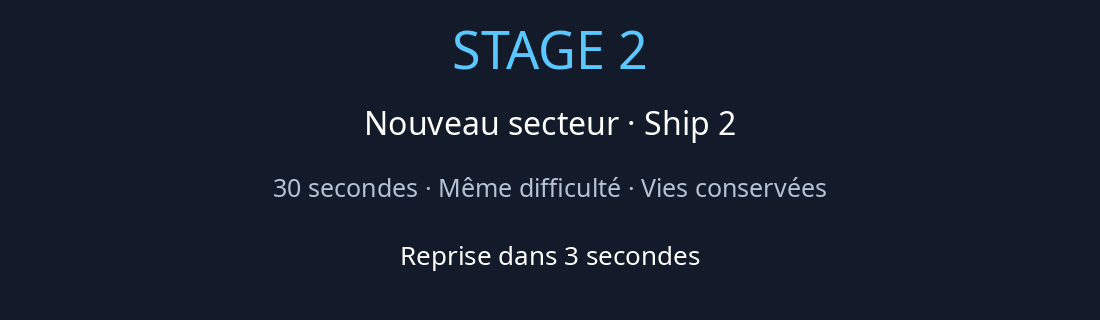 STAGE 2
Nouveau secteur · Ship 2
30 secondes · Même difficulté · Vies conservées
Reprise dans 3 secondes